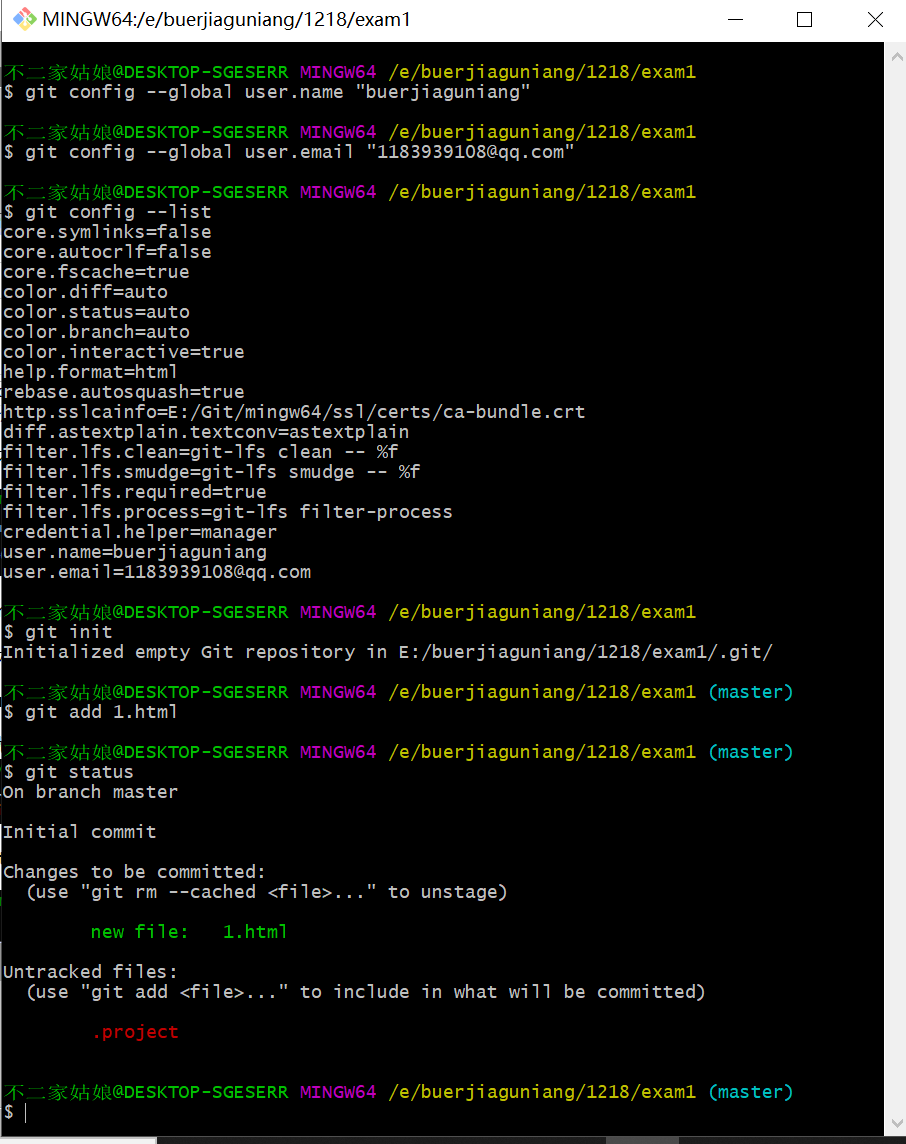 MINGW64:/e/buerjiaguniang/1218/exam1
不二家姑娘@DESKTOP-SGESERR MINGW64 /e/buerjiaguniang/1218/exam1
$ git config --global user.name "buerjiaguniang"
不二家姑娘@DESKTOP-SGESERR MINGW64 /e/buerjiaguniang/1218/exam1
$ git config --global user.email "1183939108@qq.com"
不二家姑娘@DESKTOP-SGESERR MINGW64 /e/buerjiaguniang/1218/exam1
$ git config --list
core.symlinks=false
core.autocrlf=false
core.fscache=true
color.diff=auto
color.status=auto
color.branch=auto
color.interactive=true
help.format=html
rebase.autosquash=true
http.sslcainfo=E:/Git/mingw64/ssl/certs/ca-bundle.crt
diff.astextplain.textconv=astextplain
filter.lfs.clean=git-lfs clean -- %f
filter.lfs.smudge=git-lfs smudge -- %f
filter.lfs.required=true
filter.lfs.process=git-lfs filter-process
credential.helper=manager
user.name=buerjiaguniang
user.email=1183939108@qq.com
不二家姑娘@DESKTOP-SGESERR MINGW64 /e/buerjiaguniang/1218/exam1
$ git init
Initialized empty Git repository in E:/buerjiaguniang/1218/exam1/.git/
不二家姑娘@DESKTOP-SGESERR MINGW64 /e/buerjiaguniang/1218/exam1 (master)
$ git add 1.html
不二家姑娘@DESKTOP-SGESERR MINGW64 /e/buerjiaguniang/1218/exam1 (master)
$ git status
On branch master
Initial commit
Changes to be committed:
(use "git rm --cached <file>..." to unstage)
new file:   1.html
Untracked files:
(use "git add <file>..." to include in what will be committed)
.project
不二家姑娘@DESKTOP-SGESERR MINGW64 /e/buerjiaguniang/1218/exam1 (master)
$